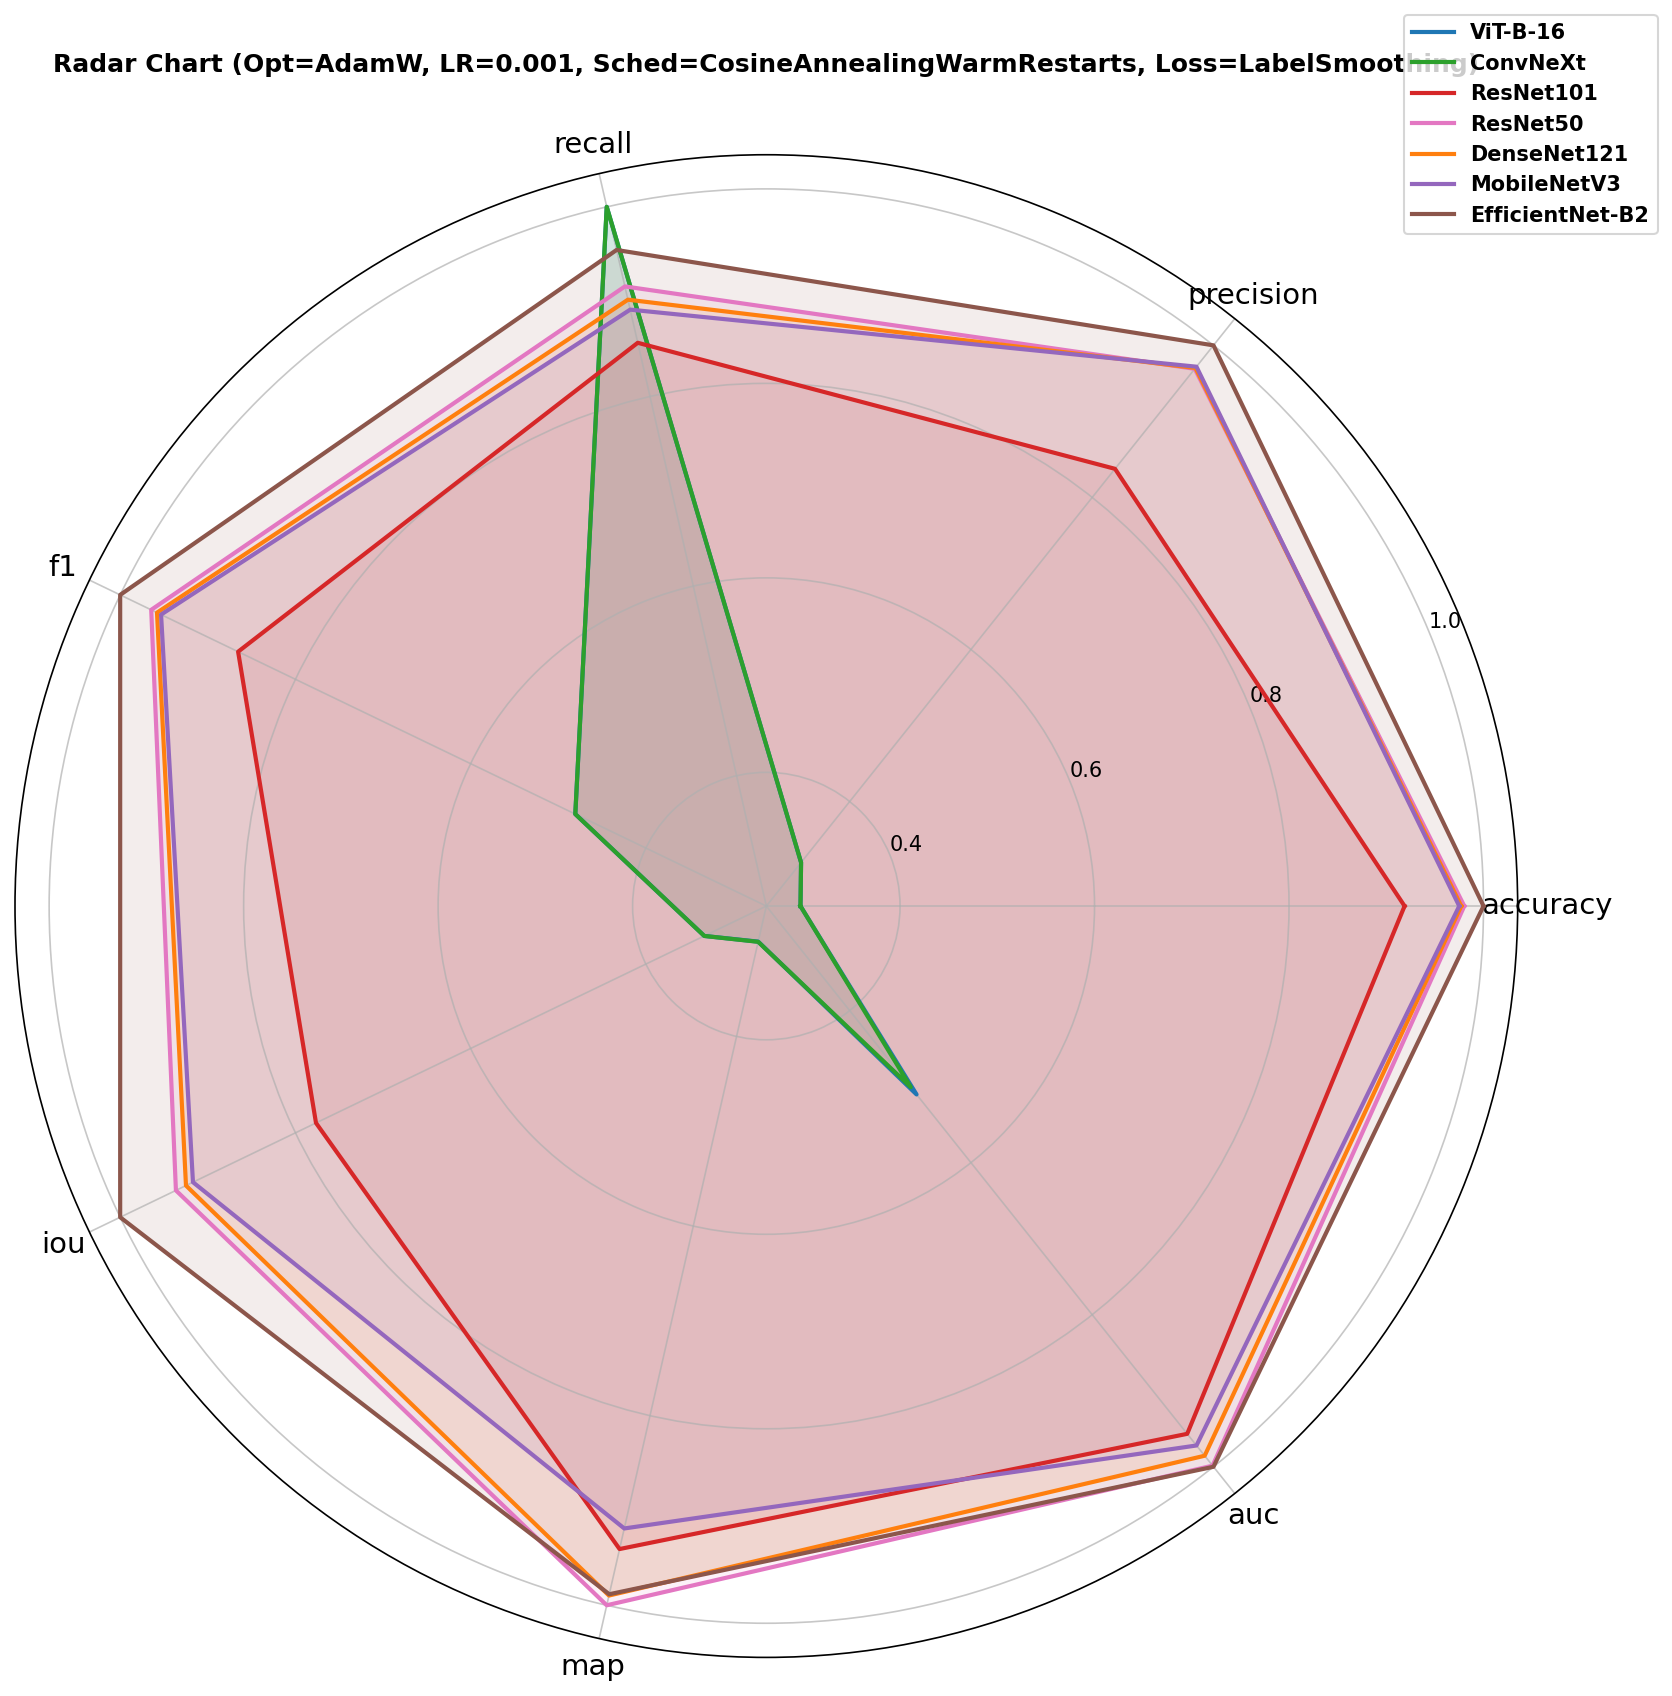 Radar Chart (Opt=AdamW, LR=0.001, Sched=CosineAnnealingWarmRestarts, Loss=LabelSmoothing)
ViT-B-16
ConvNeXt
ResNet101
ResNet50
DenseNet121
MobileNetV3
EfficientNet-B2
recall
precision
f1
1.0
0.8
0.6
0.4
accuracy
iou
auc
map